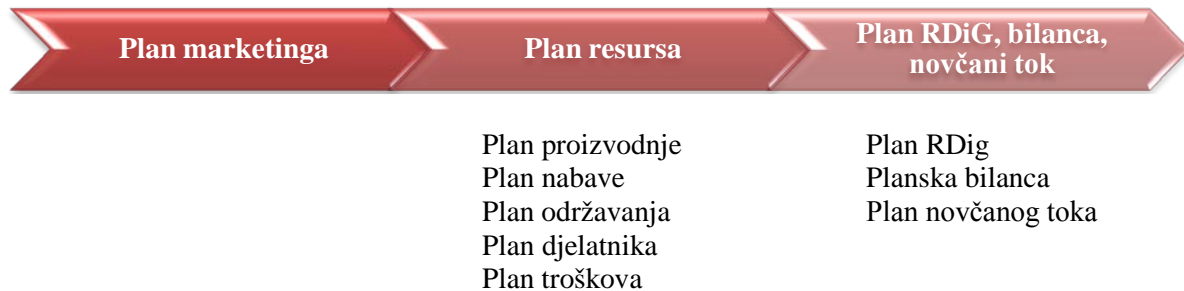 Plan marketinga
Plan resursa
Plan RDiG, bilanca,
novčani tok
Plan proizvodnje
Plan nabave
Plan održavanja
Plan djelatnika
Plan troškova
Plan RDig
Planska bilanca
Plan novčanog toka